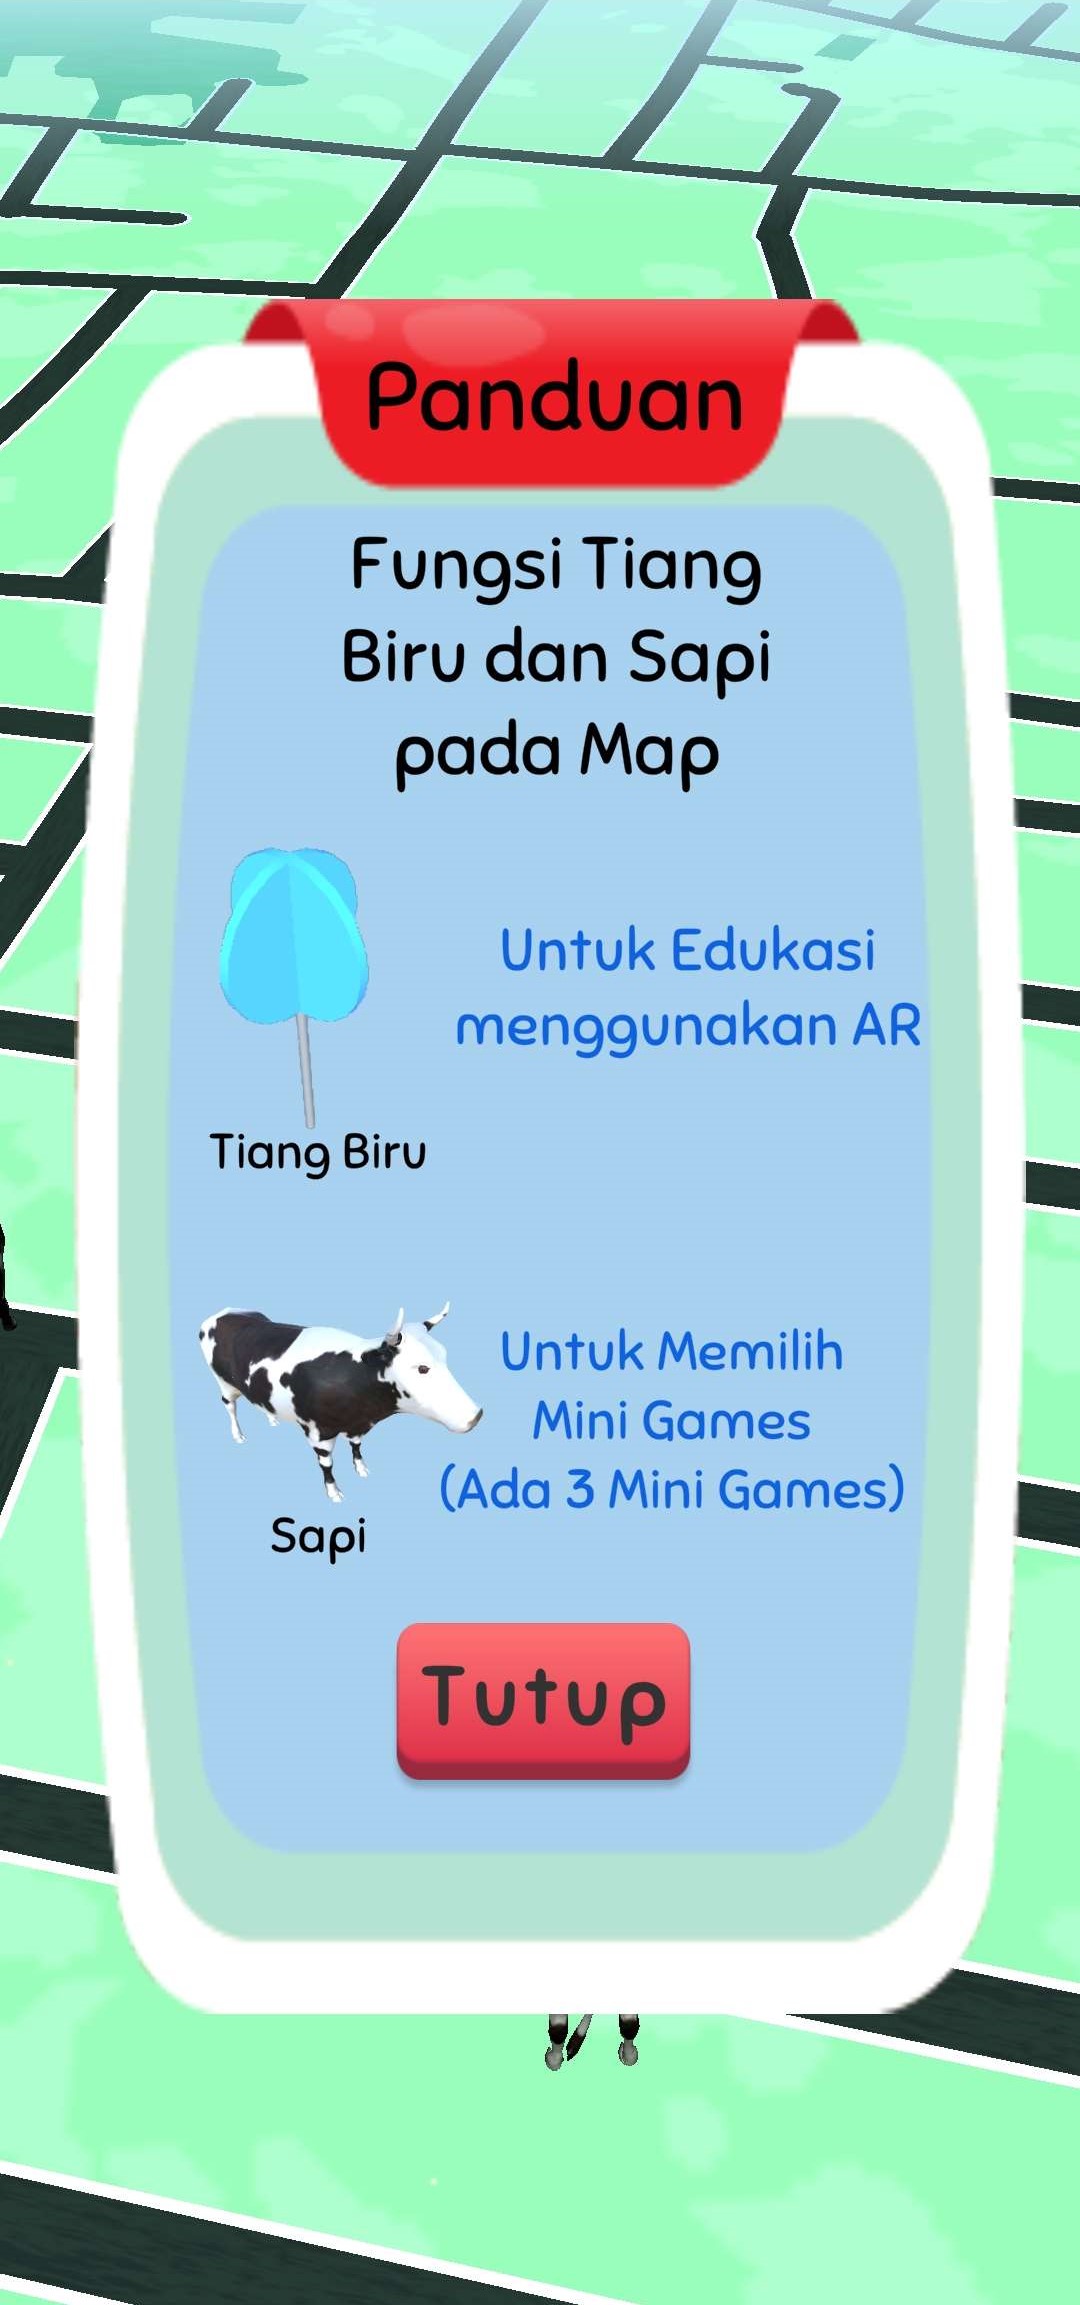 Panduan
Fungsi Tiang
Biru dan Sapi
pada Map
Untuk Edukasi
menggunakan AR
Tiang Biru
Untuk Memilih
Mini Games
(Ada 3 Mini Games)
Sapi
Tutup